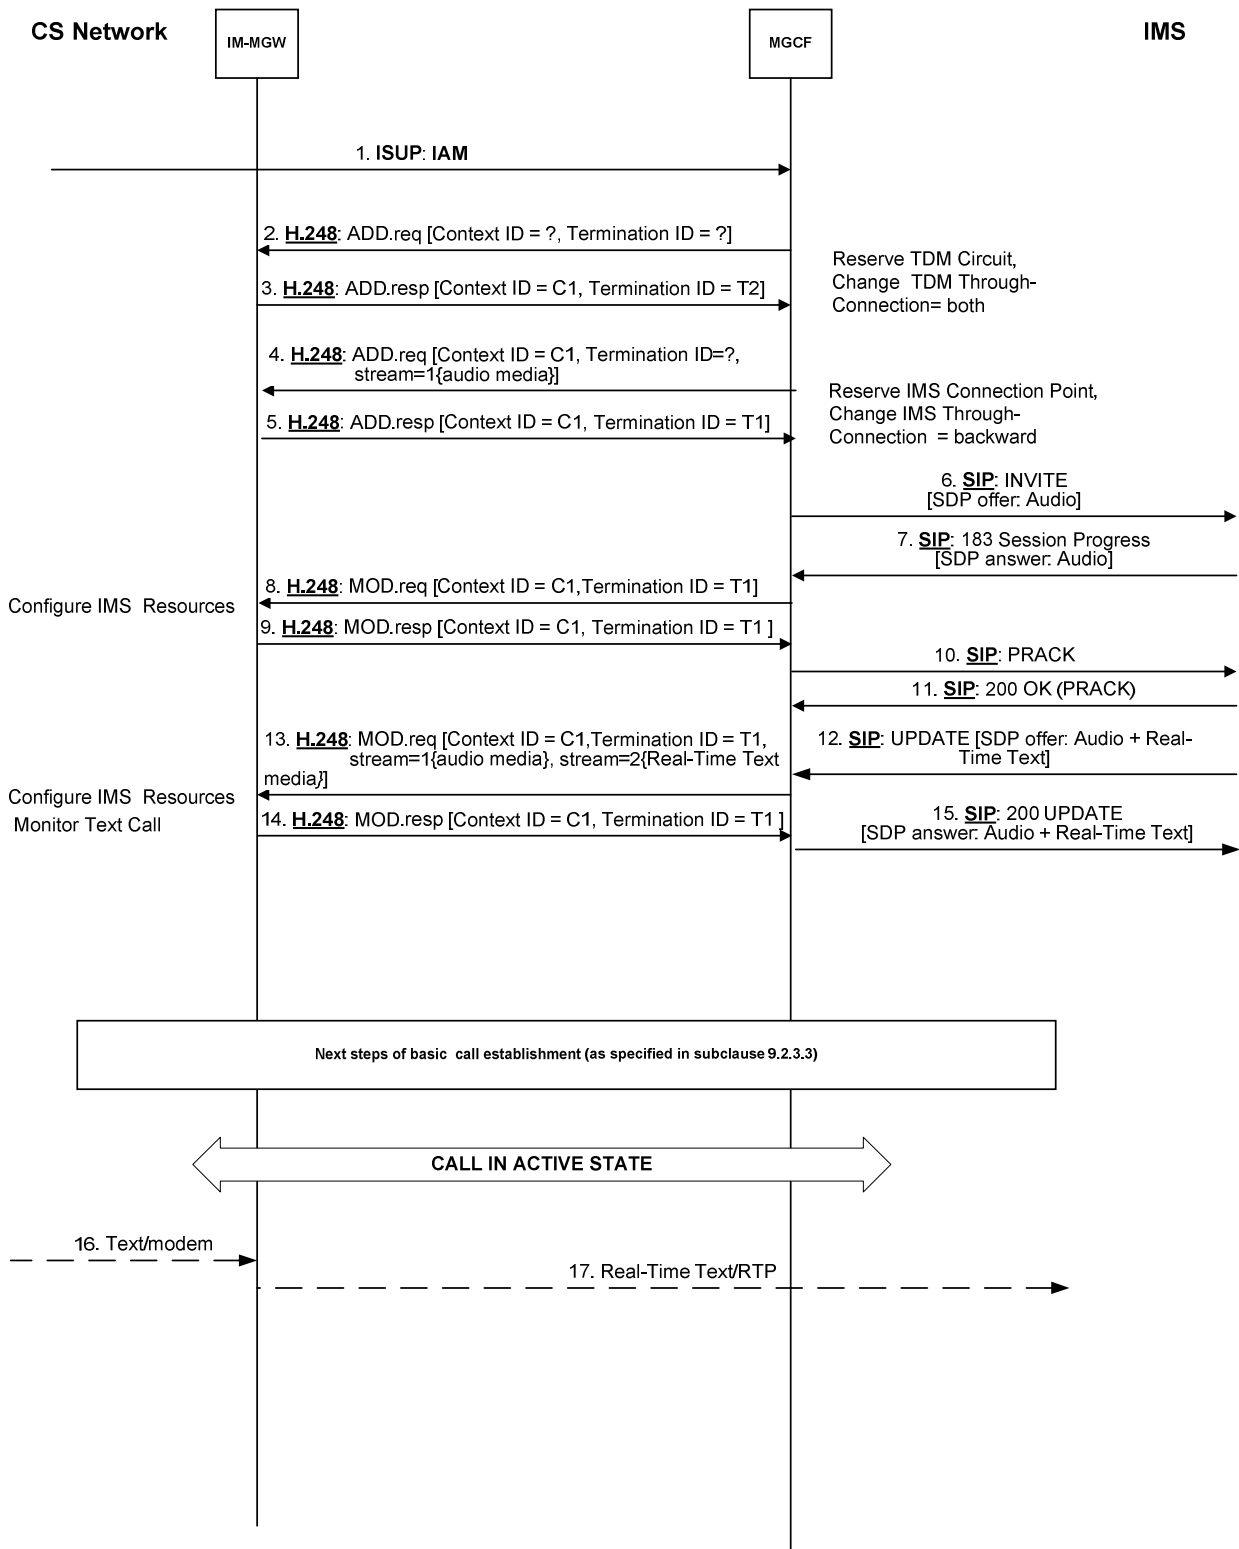 CS Network
IM-MGW
MGCF
IMS
1. ISUP: IAM
2. H.248: ADD.req [Context ID = ?, Termination ID = ?]
Reserve TDM Circuit,
Change TDM Through-
Connection= both
3. H.248: ADD.resp [Context ID = C1, Termination ID = T2]
4. H.248: ADD.req [Context ID = C1, Termination ID=?,
stream=1{audio media}]
Reserve IMS Connection Point,
Change IMS Through-
Connection = backward
5. H.248: ADD.resp [Context ID = C1, Termination ID = T1]
6. SIP: INVITE
[SDP offer: Audio]
7. SIP: 183 Session Progress
[SDP answer: Audio]
8. H.248: MOD.req [Context ID = C1,Termination ID = T1]
Configure IMS Resources
9. H.248: MOD.resp [Context ID = C1, Termination ID = T1 ]
10. SIP: PRACK
11. SIP: 200 OK (PRACK)
12. SIP: UPDATE [SDP offer: Audio + Real-
Time Text]
13. H.248: MOD.req [Context ID = C1,Termination ID = T1,
stream=1{audio media}, stream=2{Real-Time Text
media}]
Configure IMS Resources
Monitor Text Call
14. H.248: MOD.resp [Context ID = C1, Termination ID = T1 ]
15. SIP: 200 UPDATE
[SDP answer: Audio + Real-Time Text]
Next steps of basic call establishment (as specified in subclause 9.2.3.3)
CALL IN ACTIVE STATE
16. Text/modem
17. Real-Time Text/RTP